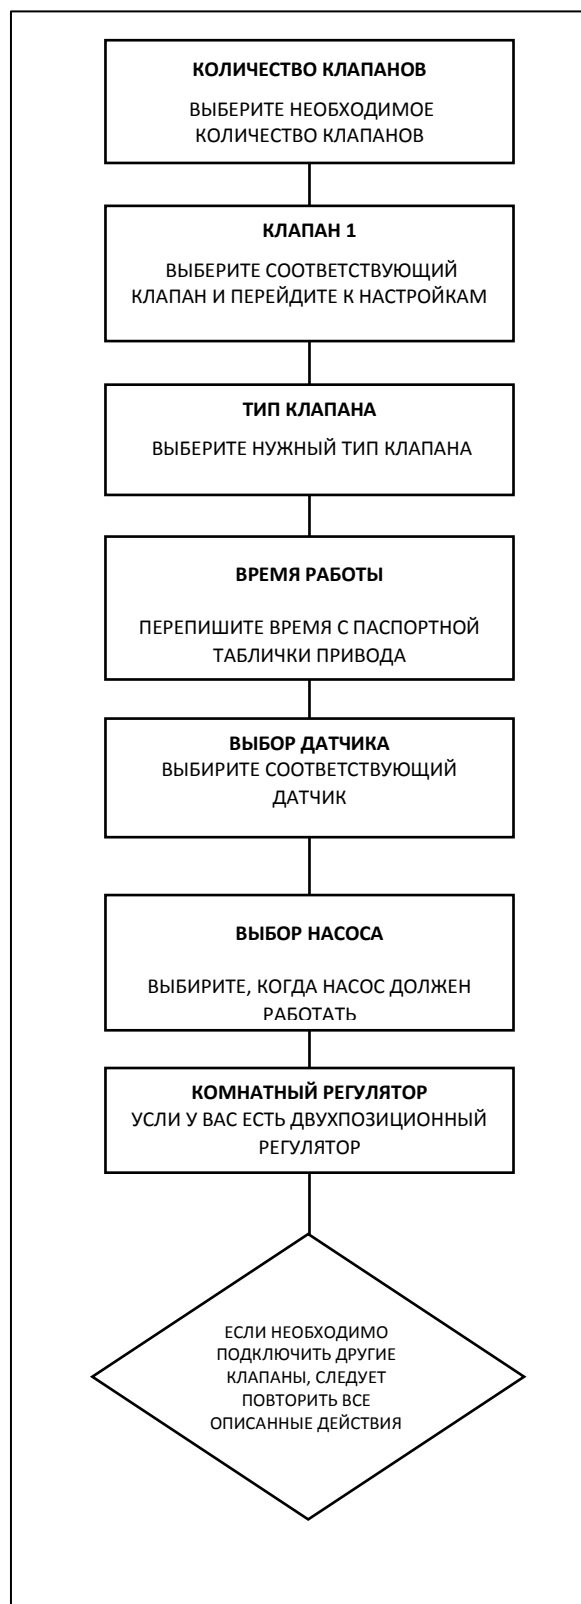 КОЛИЧЕСТВО КЛАПАНОВ
ВЫБЕРИТЕ НЕОБХОДИМОЕ
КОЛИЧЕСТВО КЛАПАНОВ
КЛАПАН 1
ВЫБЕРИТЕ СООТВЕТСТВУЮЩИЙ
КЛАПАН И ПЕРЕЙДИТЕ К НАСТРОЙКАМ
ТИП КЛАПАНА
ВЫБЕРИТЕ НУЖНЫЙ ТИП КЛАПАНА
ВРЕМЯ РАБОТЫ
ПЕРЕПИШИТЕ ВРЕМЯ С ПАСПОРТНОЙ
ТАБЛИЧКИ ПРИВОДА
ВЫБОР ДАТЧИКА
ВЫБИРИТЕ СООТВЕТСТВУЮЩИЙ
ДАТЧИК
ВЫБОР НАСОСА
ВЫБИРИТЕ, КОГДА НАСОС ДОЛЖЕН
РАБОТАТЬ
КОМНАТНЫЙ РЕГУЛЯТОР
УСЛИ У ВАС ЕСТЬ ДВУХПОЗИЦИОННЫЙ
РЕГУЛЯТОР
ЕСЛИ НЕОБХОДИМО
ПОДКЛЮЧИТЬ ДРУГИЕ
КЛАПАНЫ, СЛЕДУЕТ
ПОВТОРИТЬ ВСЕ
ОПИСАННЫЕ ДЕЙСТВИЯ